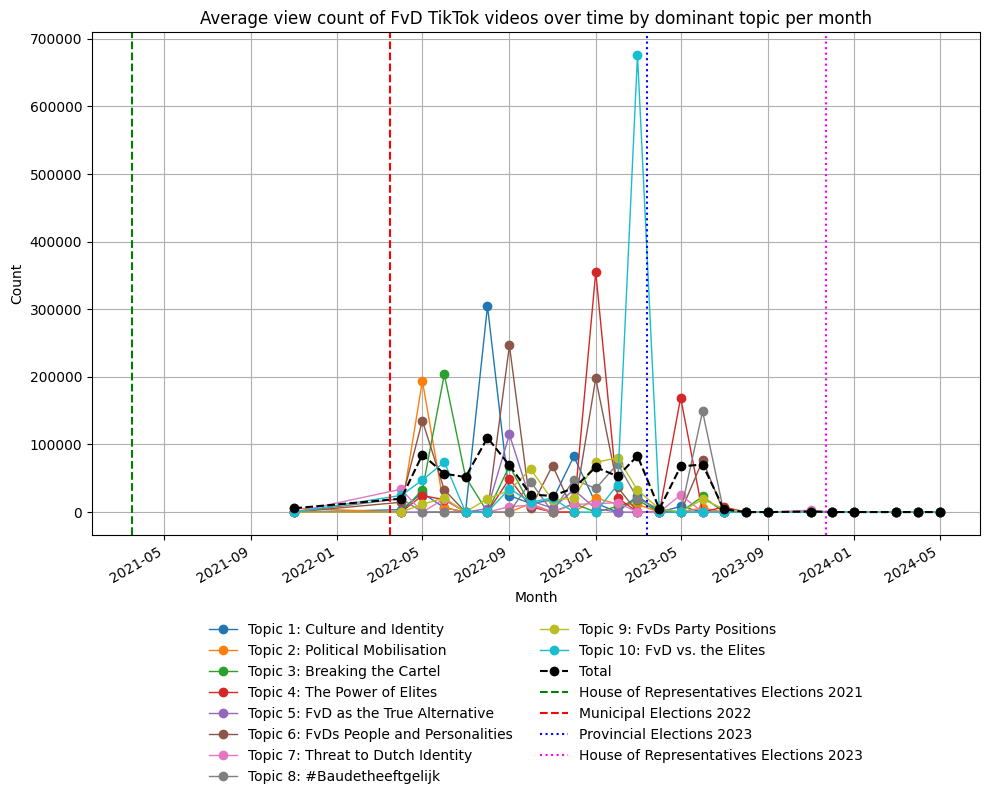 Average view count of FvD TikTok videos over time by dominant topic per month
Count
700000
600000
500000
400000
300000
200000
100000
0
2021-05
2021-09
2022-01
2022-05
2022-09
2023-01
2023-05
2023-09
2024-01
2024-05
Month
Topic 1: Culture and Identity
Topic 2: Political Mobilisation
Topic 3: Breaking the Cartel
Topic 4: The Power of Elites
Topic 5: FvD as the True Alternative
Topic 6: FvDs People and Personalities
Topic 7: Threat to Dutch Identity
Topic 8: #Baudetheeftgelijk
Topic 9: FvDs Party Positions
Topic 10: FvD vs. the Elites
Total
House of Representatives Elections 2021
Municipal Elections 2022
Provincial Elections 2023
House of Representatives Elections 2023